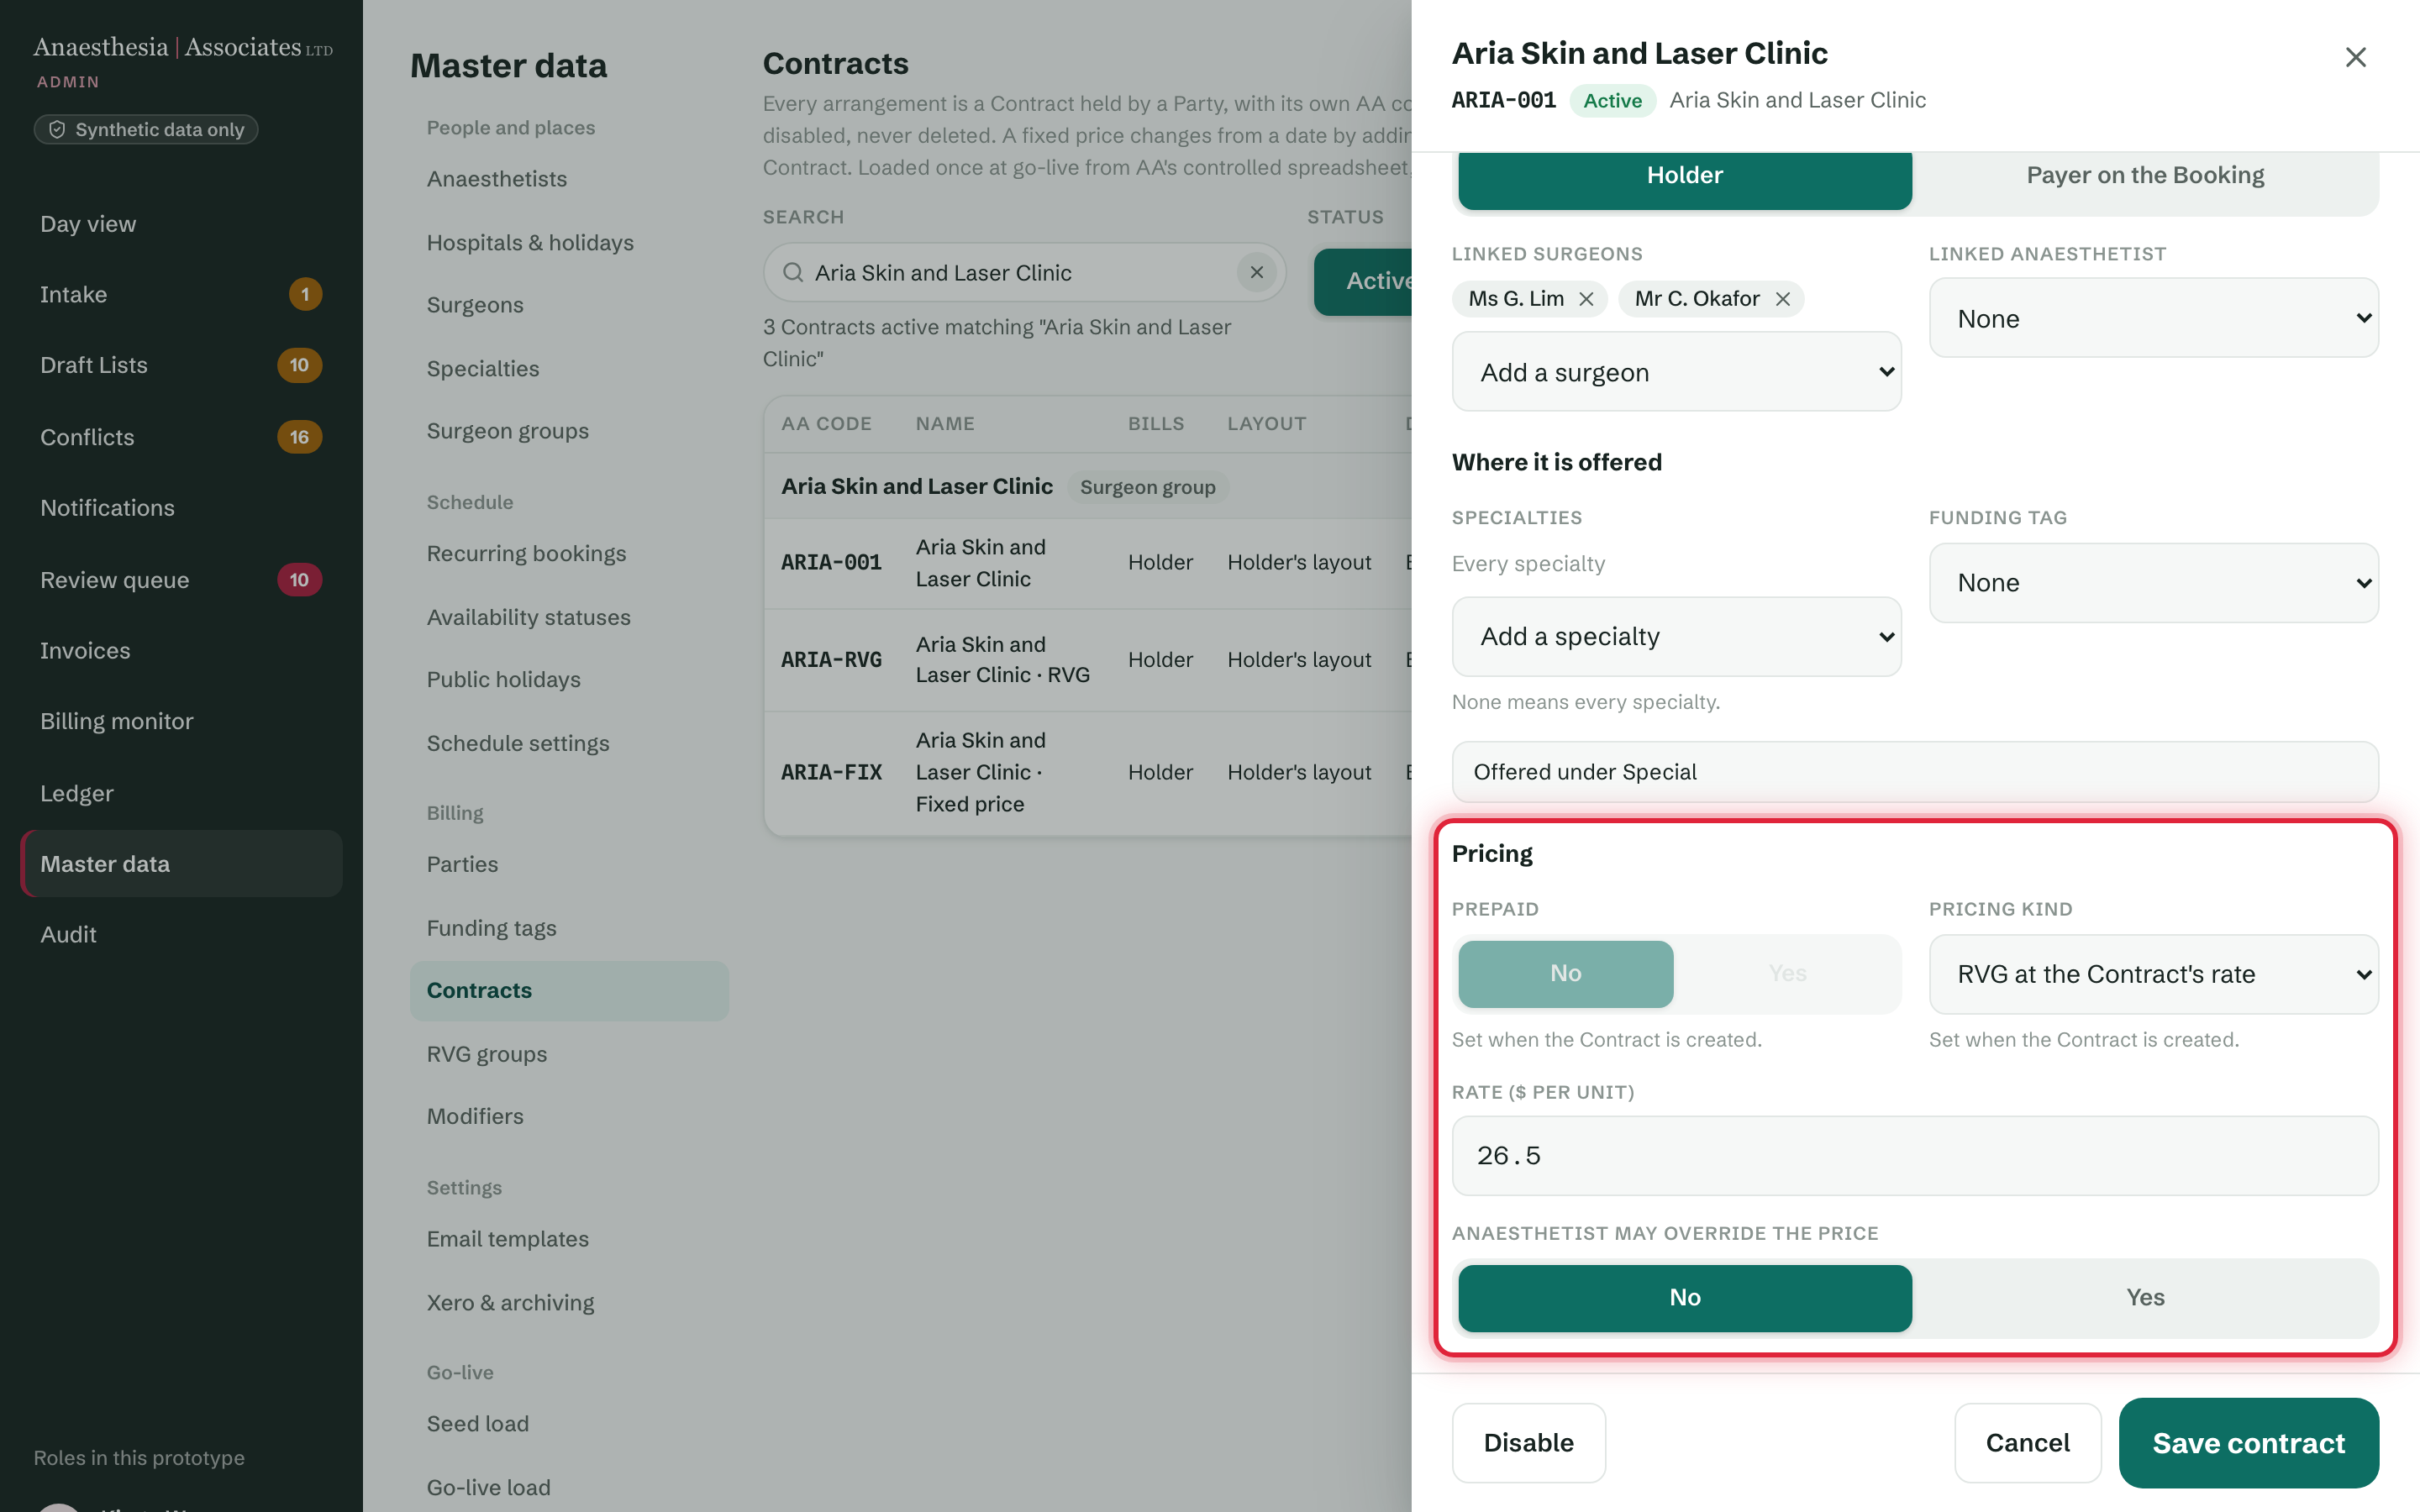 Anaesthesia | Associates LTD
ADMIN
Synthetic data only
Day view
Intake 1
Draft Lists 10
Conflicts 16
Notifications
Review queue 10
Invoices
Billing monitor
Ledger
Master data
Audit
Roles in this prototype
Master data
People and places
Anaesthetists
Hospitals & holidays
Surgeons
Specialties
Surgeon groups
Schedule
Recurring bookings
Availability statuses
Public holidays
Schedule settings
Billing
Parties
Funding tags
Contracts
RVG groups
Modifiers
Settings
Email templates
Xero & archiving
Go-live
Seed load
Go-live load
Contracts
Every arrangement is a Contract held by a Party, with its own AA
disabled, never deleted. A fixed price changes from a date by
Contract. Loaded once at go-live from AA's controlled spreadsheet,
SEARCH
STATUS
Aria Skin and Laser Clinic
Active
3 Contracts active matching "Aria Skin and Laser
Clinic"
AA CODE NAME BILLS LAYOUT
Aria Skin and Laser Clinic Surgeon group
ARIA-001 Aria Skin and Laser Clinic Holder Holder's layout
ARIA-RVG Aria Skin and Laser Clinic · RVG Holder Holder's layout
ARIA-FIX Aria Skin and Laser Clinic · Fixed price Holder Holder's layout
Aria Skin and Laser Clinic
ARIA-001 Active Aria Skin and Laser Clinic
Holder Payer on the Booking
LINKED SURGEONS LINKED ANAESTHETIST
Ms G. Lim Mr C. Okafor
None
Add a surgeon
Where it is offered
SPECIALTIES FUNDING TAG
Every specialty
None
Add a specialty
None means every specialty.
Offered under Special
Pricing
PREPAID PRICING KIND
No Yes RVG at the Contract's rate
Set when the Contract is created. Set when the Contract is created.
RATE ($ PER UNIT)
26.5
ANAESTHETIST MAY OVERRIDE THE PRICE
No Yes
Disable Cancel Save contract